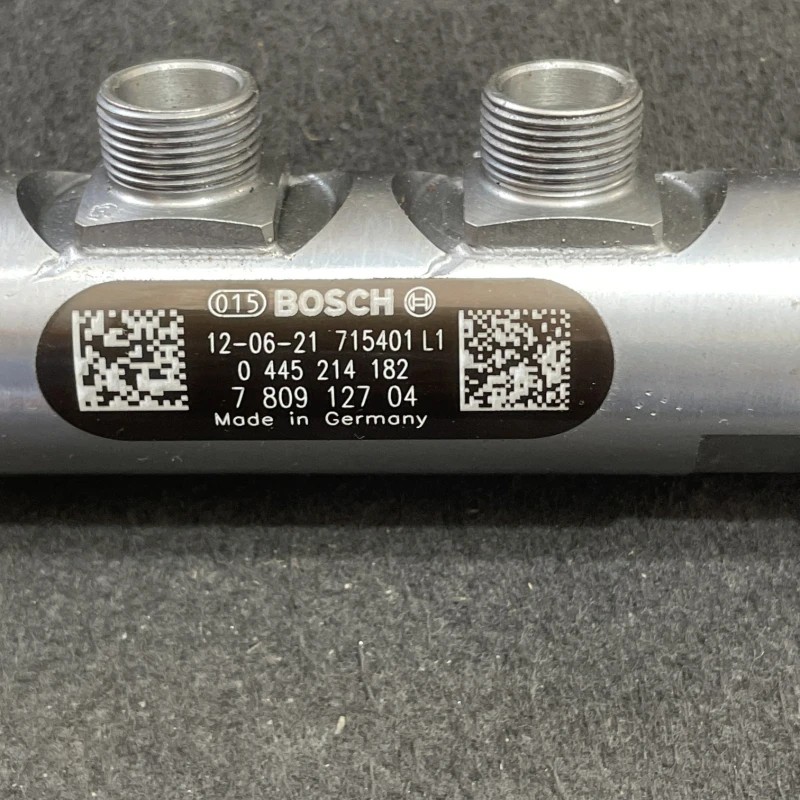 015 BOSCH
12-06-21 715401 L1
0 445 214 182
7 809 127 04
Made in Germany